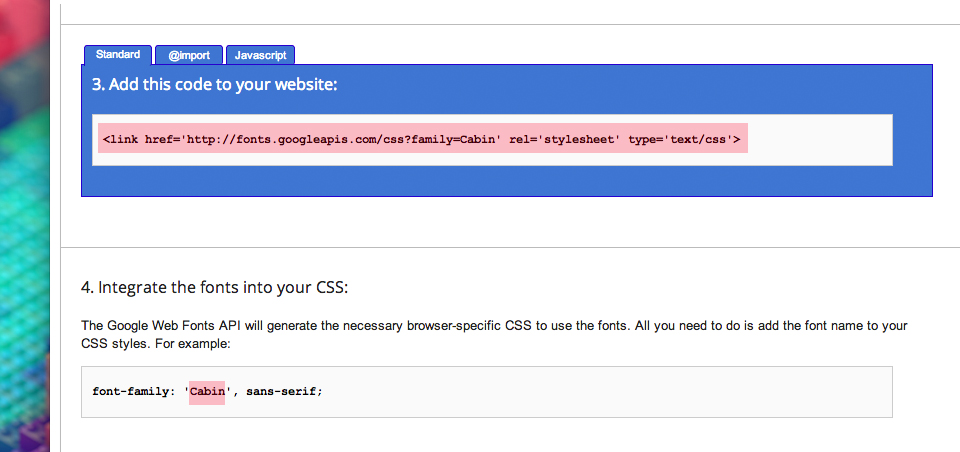 Standard @import Javascript
3. Add this code to your website:
<link href='http://fonts.googleapis.com/css?family=Cabin' rel='stylesheet' type='text/css'>
4. Integrate the fonts into your CSS:
The Google Web Fonts API will generate the necessary browser-specific CSS to use the fonts. All you need to do is add the font name to your
CSS styles. For example:
font-family: 'Cabin', sans-serif;